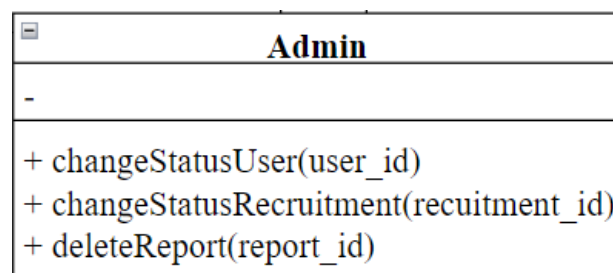 Admin
-
+ changeStatusUser(user_id)
+ changeStatusRecruitment(recuitment_id)
+ deleteReport(report_id)